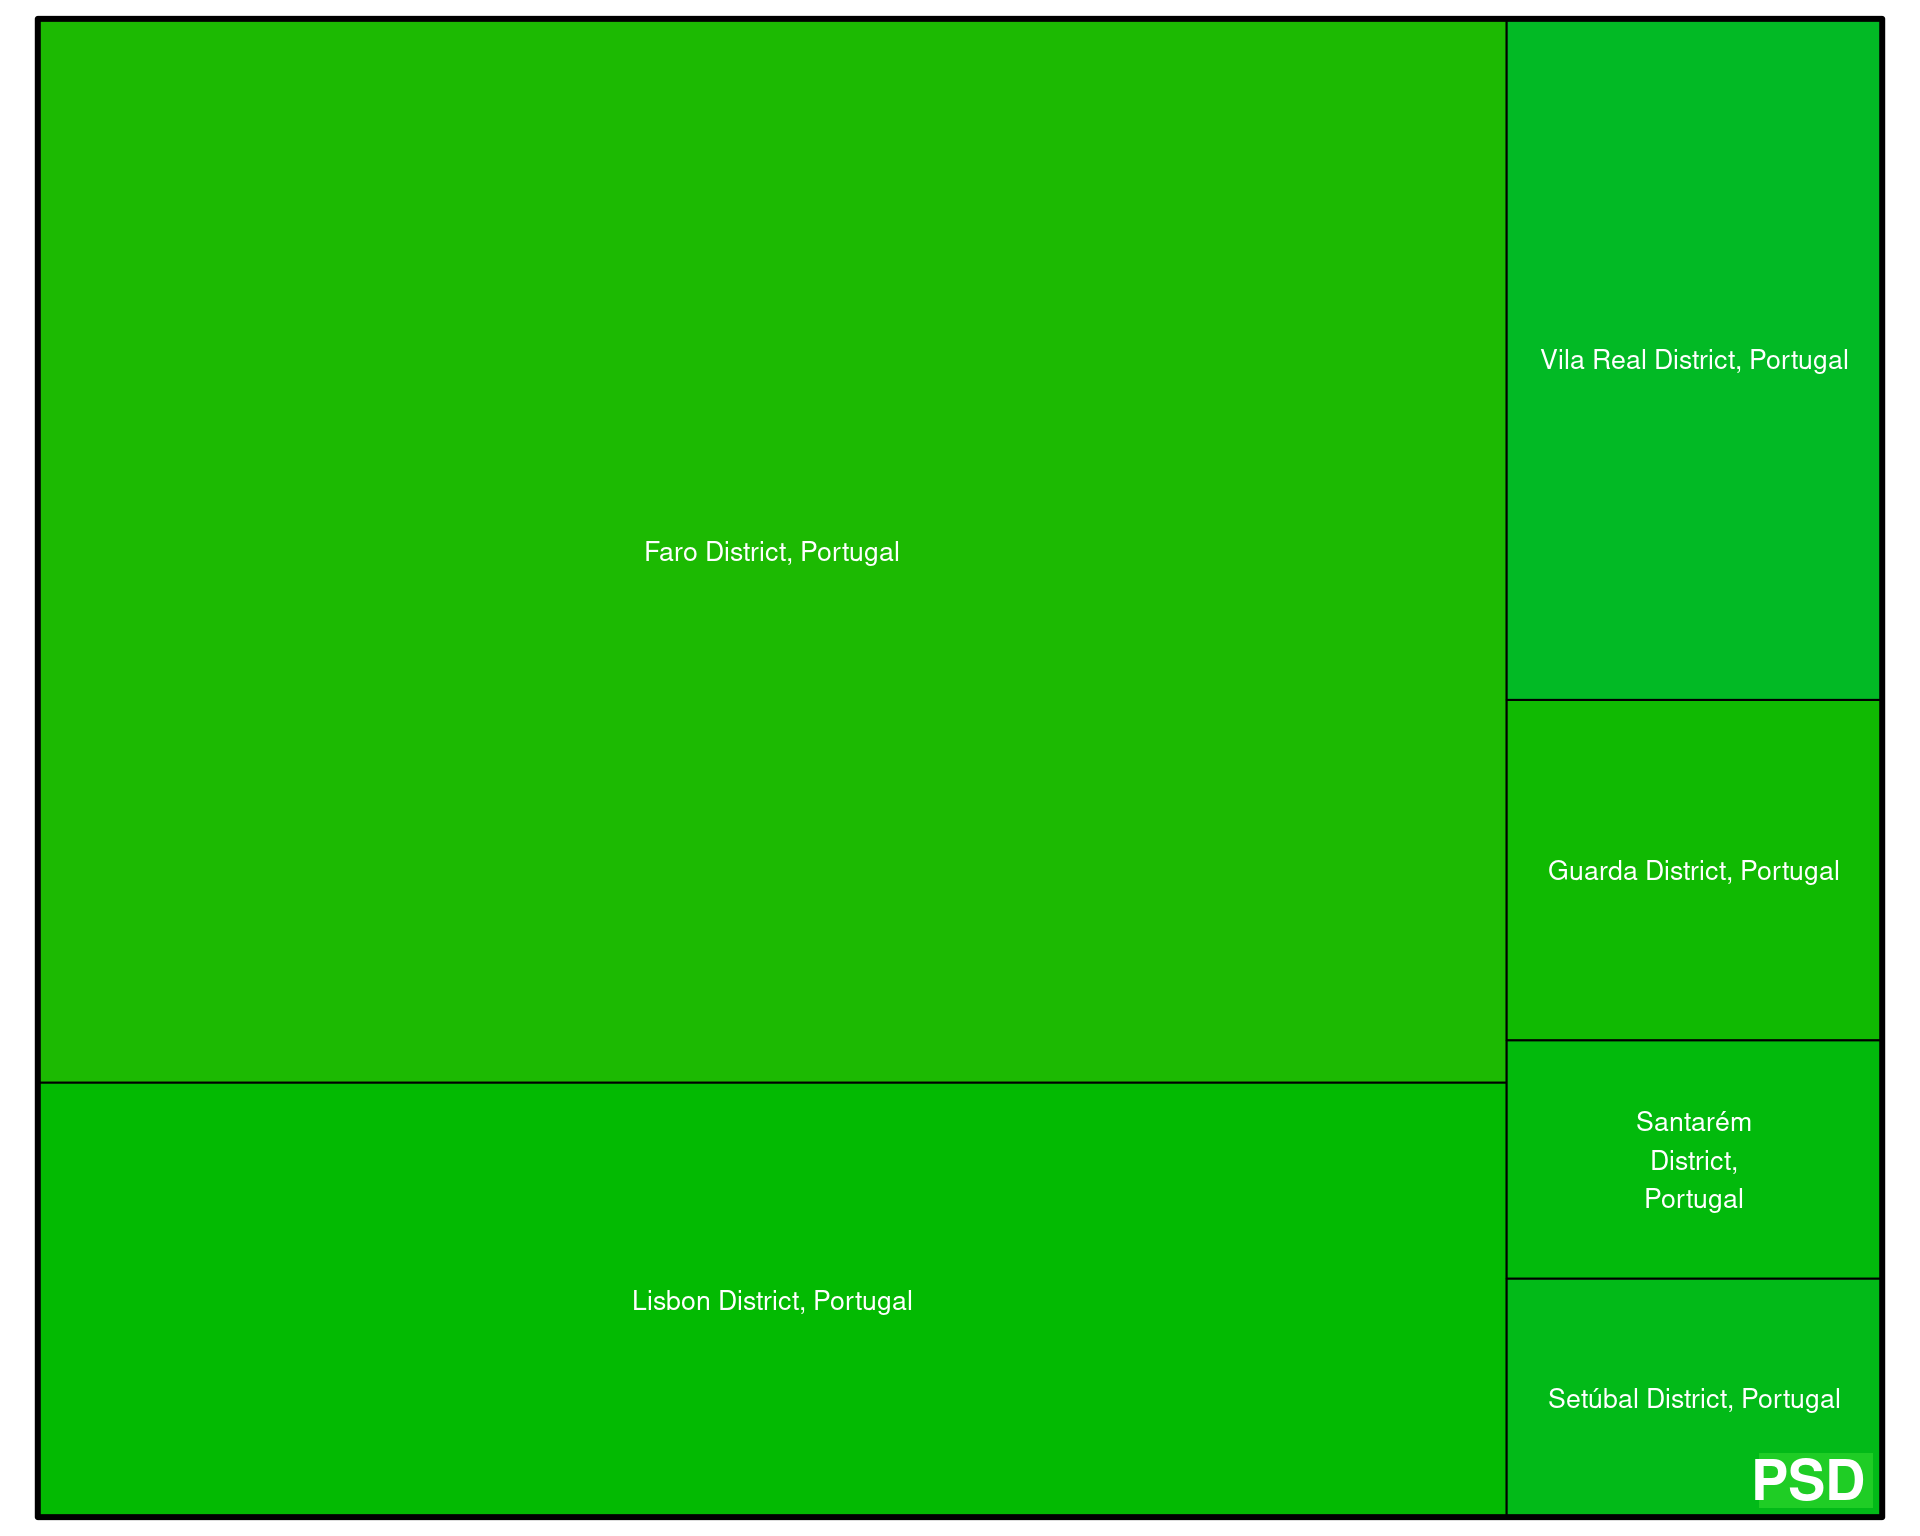 Faro District, Portugal
Lisbon District, Portugal
Vila Real District, Portugal
Guarda District, Portugal
Santarém
District,
Portugal
Setúbal District, Portugal
PSD